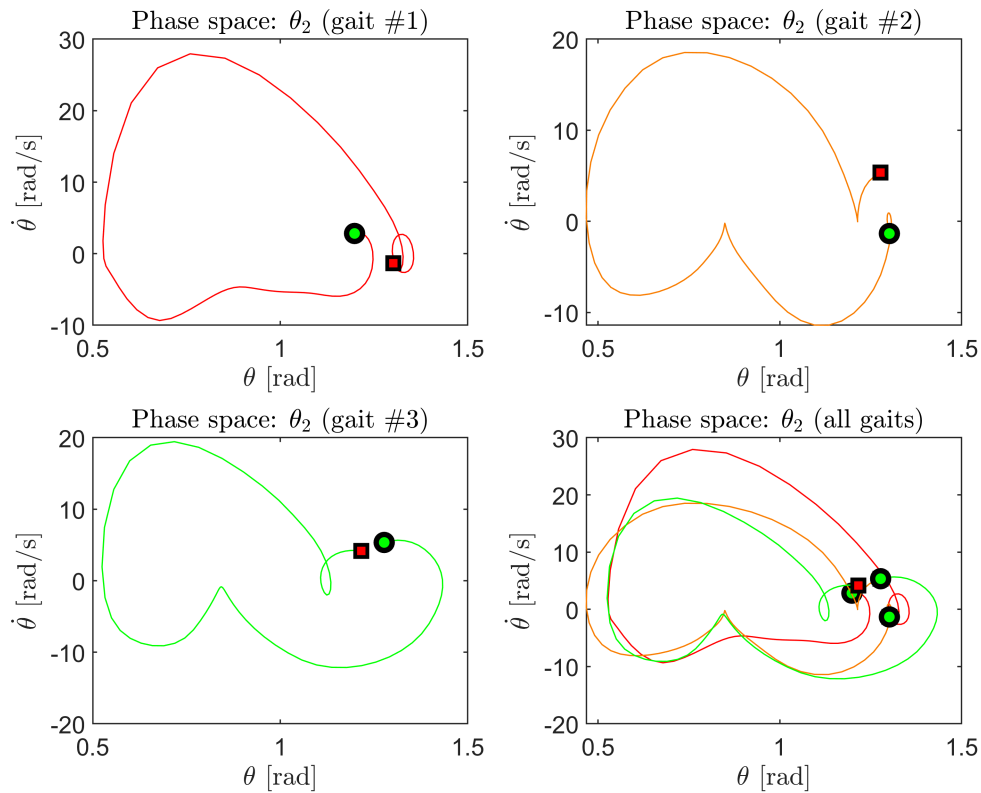 Phase space: θ₂ (gait #1)
30
20
10
0
-10
0.5
1
1.5
θ̇ [rad/s]
θ [rad]
Phase space: θ₂ (gait #2)
20
10
0
-10
0.5
1
1.5
θ̇ [rad/s]
θ [rad]
Phase space: θ₂ (gait #3)
20
10
0
-10
-20
0.5
1
1.5
θ̇ [rad/s]
θ [rad]
Phase space: θ₂ (all gaits)
30
20
10
0
-10
-20
0.5
1
1.5
θ̇ [rad/s]
θ [rad]